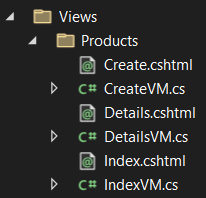 Views
Products
Create.cshtml
C# CreateVM.cs
Details.cshtml
C# DetailsVM.cs
Index.cshtml
C# IndexVM.cs